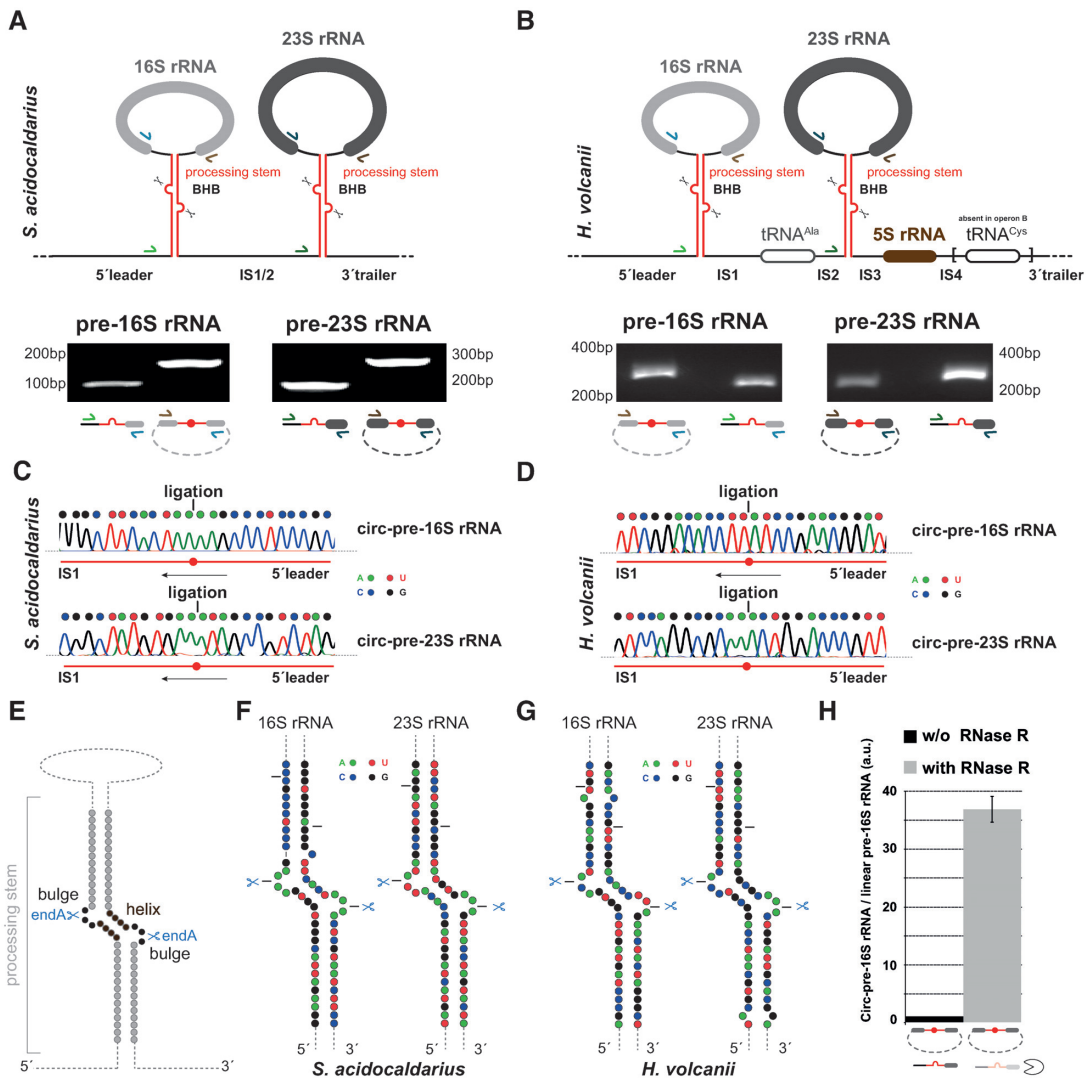 A
S. acidocaldarius
23S rRNA
16S rRNA
processing stem
BHB
processing stem
BHB
5´leader
IS1/2
3´trailer
pre-16S rRNA
pre-23S rRNA
200bp
100bp
300bp
200bp
B
H. volcanii
23S rRNA
16S rRNA
processing stem
BHB
processing stem
BHB
absent in operon B
tRNAAla
5S rRNA
tRNACys
5´leader
IS1
IS2
IS3
IS4
3´trailer
pre-16S rRNA
pre-23S rRNA
400bp
200bp
400bp
200bp
C
S. acidocaldarius
ligation
circ-pre-16S rRNA
IS1
5´leader
A U
C G
ligation
circ-pre-23S rRNA
IS1
5´leader
D
H. volcanii
ligation
circ-pre-16S rRNA
IS1
5´leader
A U
C G
ligation
circ-pre-23S rRNA
IS1
5´leader
E
processing stem
bulge
endA
helix
endA
bulge
5´
3´
F
16S rRNA
23S rRNA
A U
C G
5´ 3´
5´ 3´
S. acidocaldarius
G
16S rRNA
23S rRNA
A U
C G
5´ 3´
5´ 3´
H. volcanii
H
w/o RNase R
with RNase R
Circ-pre-16S rRNA / linear pre-16S rRNA (a.u.)
40
30
20
10
0